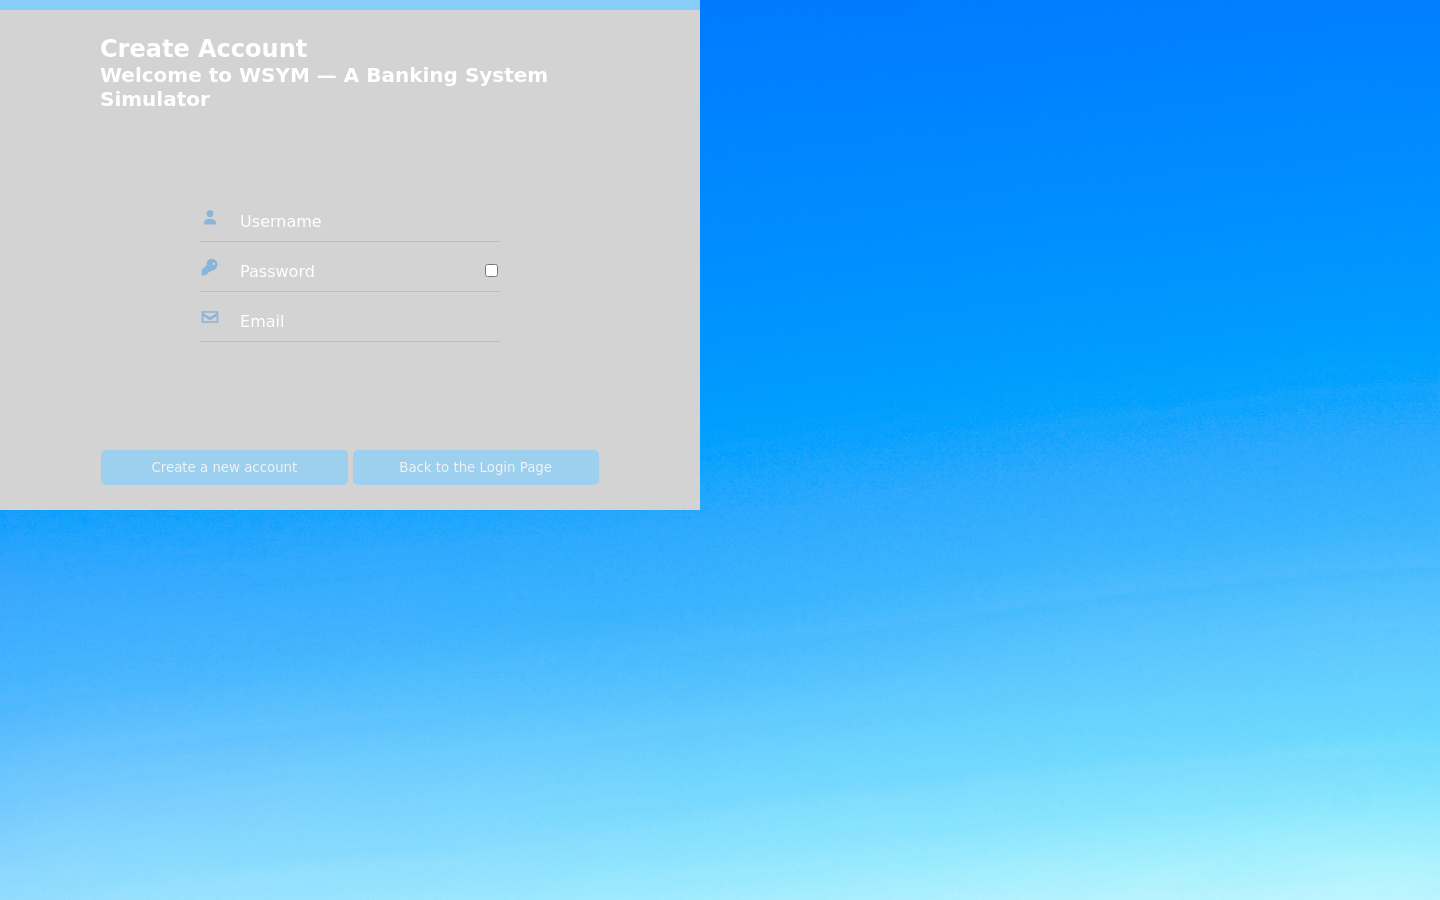 Create Account
Welcome to WSYM — A Banking System
Simulator
Username
Password
Email
Create a new account
Back to the Login Page